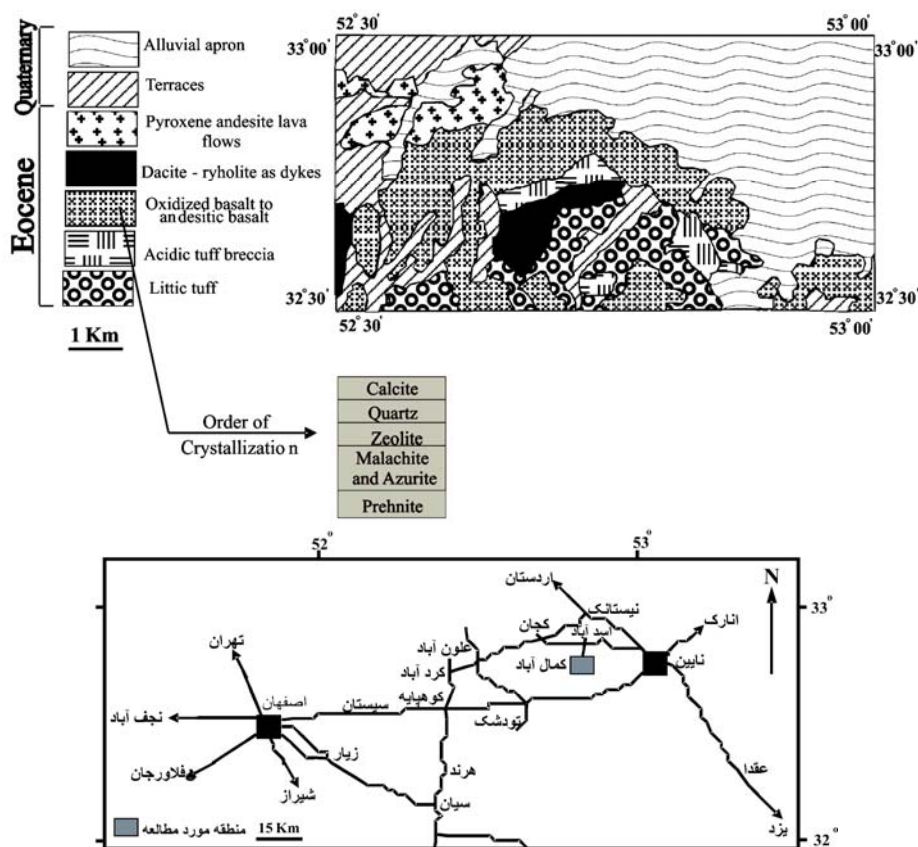 52˚30'
53˚00'
33˚00'
33˚00'
Quaternary
Alluvial apron
Terraces
Eocene
Pyroxene andesite lava
flows
Dacite - ryholite as dykes
Oxidized basalt to
andesitic basalt
Acidic tuff breccia
Littic tuff
1 Km
32˚30'
32˚30'
52˚30'
53˚00'
Order of
Crystallization
Calcite
Quartz
Zeolite
Malachite
and Azurite
Prehnite
52˚
53˚
N
33˚
اردستان
نیستانک
انارک
کجان
اسد آباد
تهران
علون آباد
نایین
کمال آباد
کرد آباد
اصفهان
کوهپایه
سیستان
نجف آباد
تودشک
زیار
هرند
عقدا
فلاورجان
شیراز
سیان
یزد
منطقه مورد مطالعه
15 Km
32˚